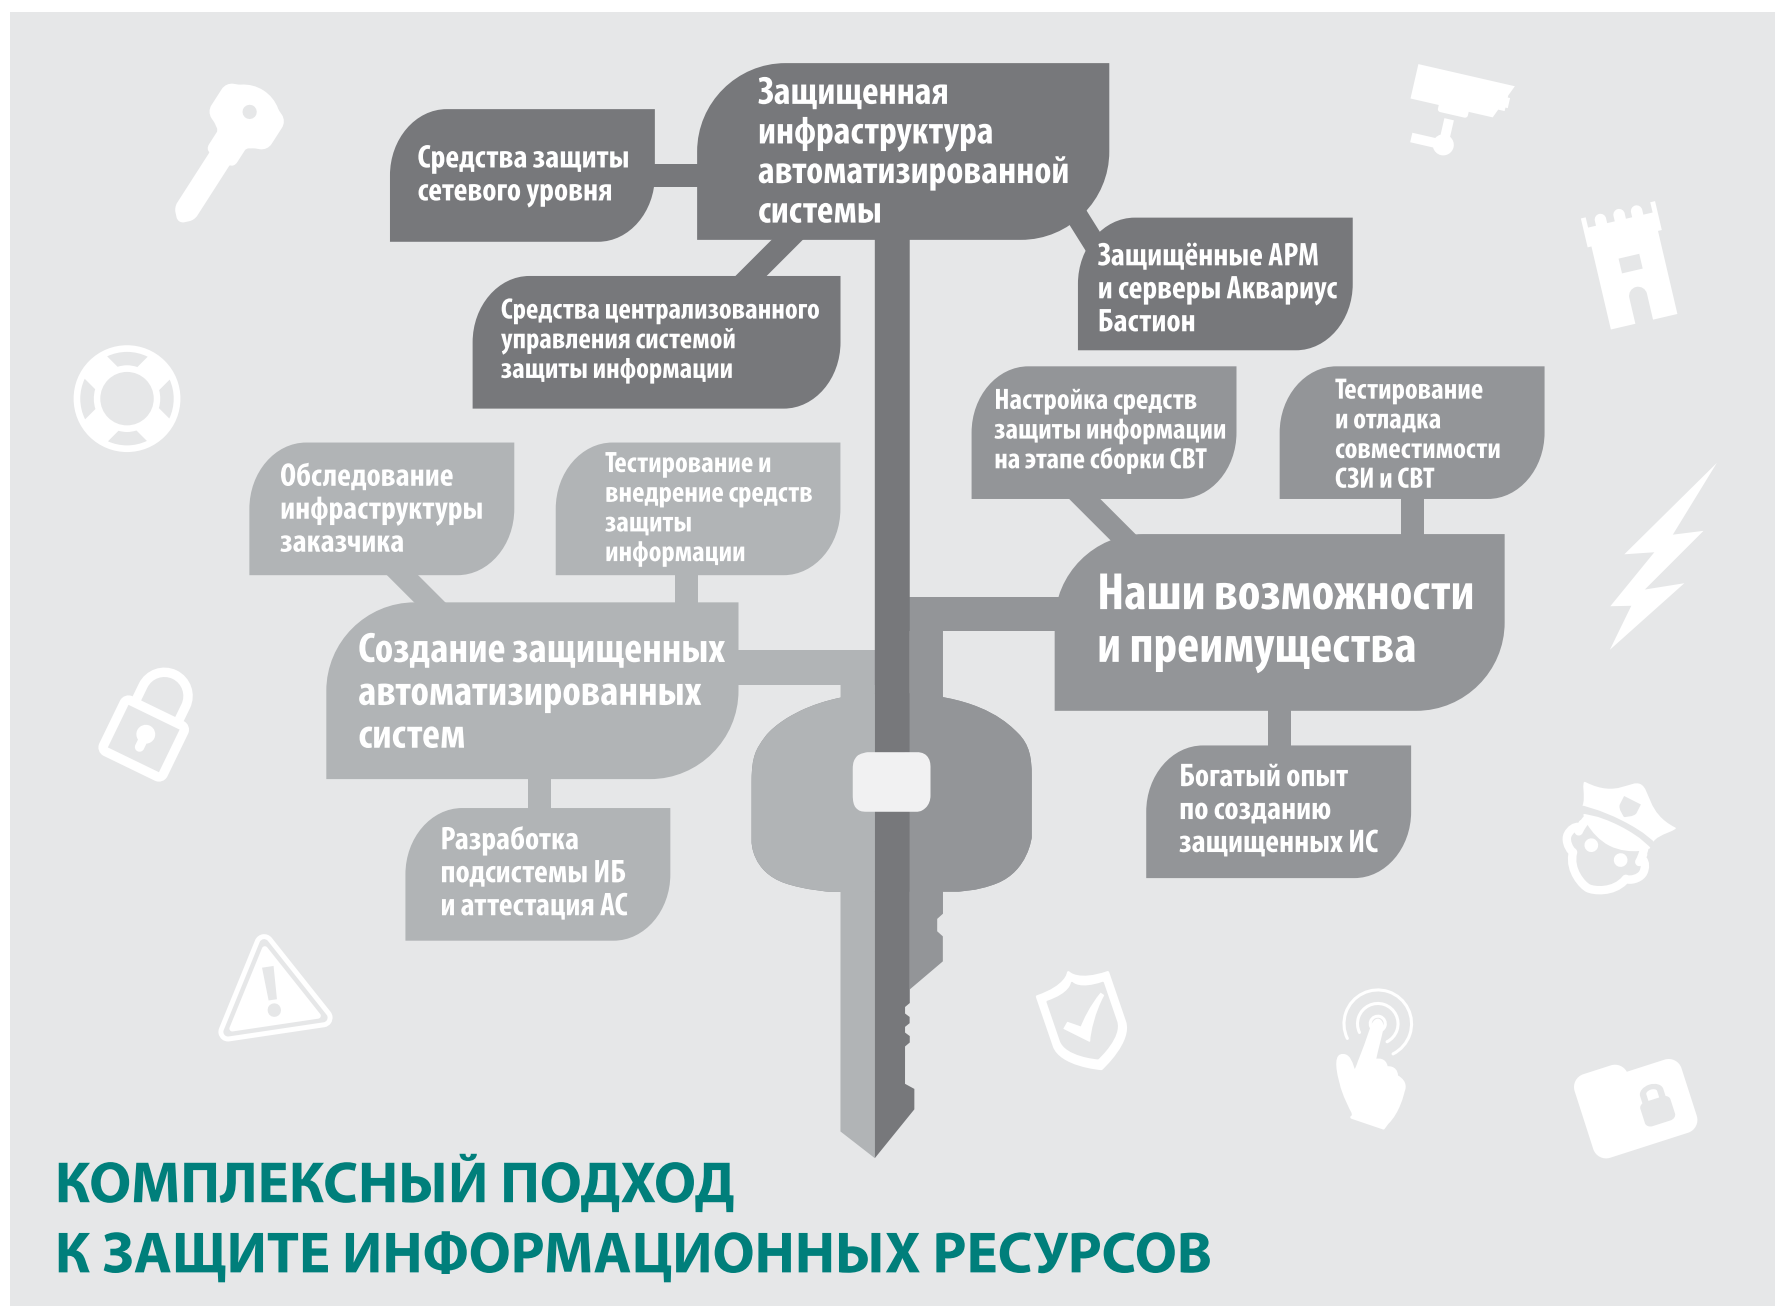 Защищенная
инфраструктура
автоматизированной
системы
Средства защиты
сетевого уровня
Защищённые АРМ
и серверы Аквариус
Бастион
Средства централизованного
управления системой
защиты информации
Настройка средств
защиты информации
на этапе сборки СВТ
Тестирование
и отладка
совместимости
СЗИ и СВТ
Обследование
инфраструктуры
заказчика
Тестирование и
внедрение средств
защиты
информации
Наши возможности
и преимущества
Создание защищенных
автоматизированных
систем
Богатый опыт
по созданию
защищенных ИС
Разработка
подсистемы ИБ
и аттестация АС
КОМПЛЕКСНЫЙ ПОДХОД
К ЗАЩИТЕ ИНФОРМАЦИОННЫХ РЕСУРСОВ